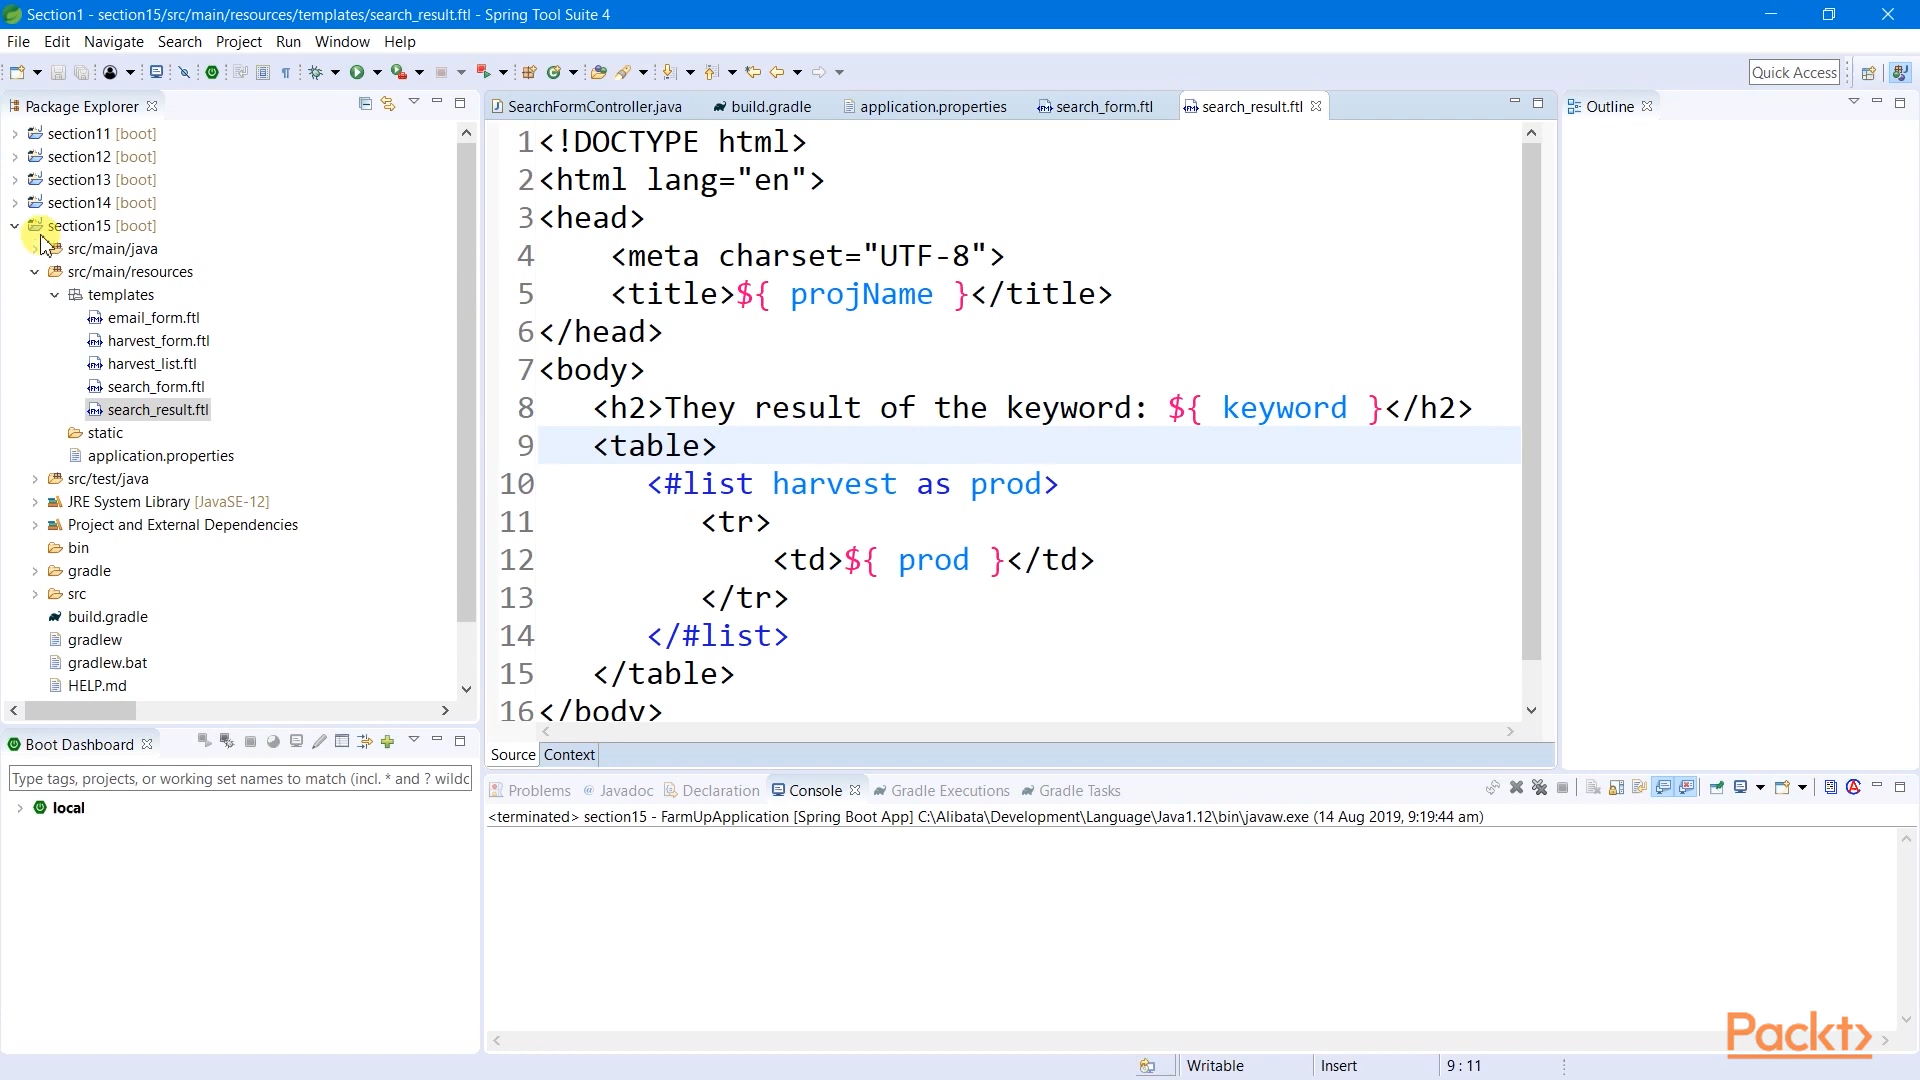 Section1 - section15/src/main/resources/templates/search_result.ftl - Spring Tool Suite 4
File Edit Navigate Search Project Run Window Help
Quick Access
Package Explorer
section11 [boot]
section12 [boot]
section13 [boot]
section14 [boot]
section15 [boot]
src/main/java
src/main/resources
templates
email_form.ftl
harvest_form.ftl
harvest_list.ftl
search_form.ftl
search_result.ftl
static
application.properties
src/test/java
JRE System Library [JavaSE-12]
Project and External Dependencies
bin
gradle
src
build.gradle
gradlew
gradlew.bat
HELP.md
SearchFormController.java build.gradle application.properties search_form.ftl search_result.ftl
1 <!DOCTYPE html>
2 <html lang="en">
3 <head>
4 <meta charset="UTF-8">
5 <title>${ projName }</title>
6 </head>
7 <body>
8 <h2>They result of the keyword: ${ keyword }</h2>
9 <table>
10 <#list harvest as prod>
11 <tr>
12 <td>${ prod }</td>
13 </tr>
14 </#list>
15 </table>
16 </body>
Source Context
Outline
Boot Dashboard
Type tags, projects, or working set names to match (incl. * and ? wildc
local
Problems @ Javadoc Declaration Console Gradle Executions Gradle Tasks
<terminated> section15 - FarmUpApplication [Spring Boot App] C:\Alibata\Development\Language\Java1.12\bin\javaw.exe (14 Aug 2019, 9:19:44 am)
Packt>
Writable Insert 9 : 11